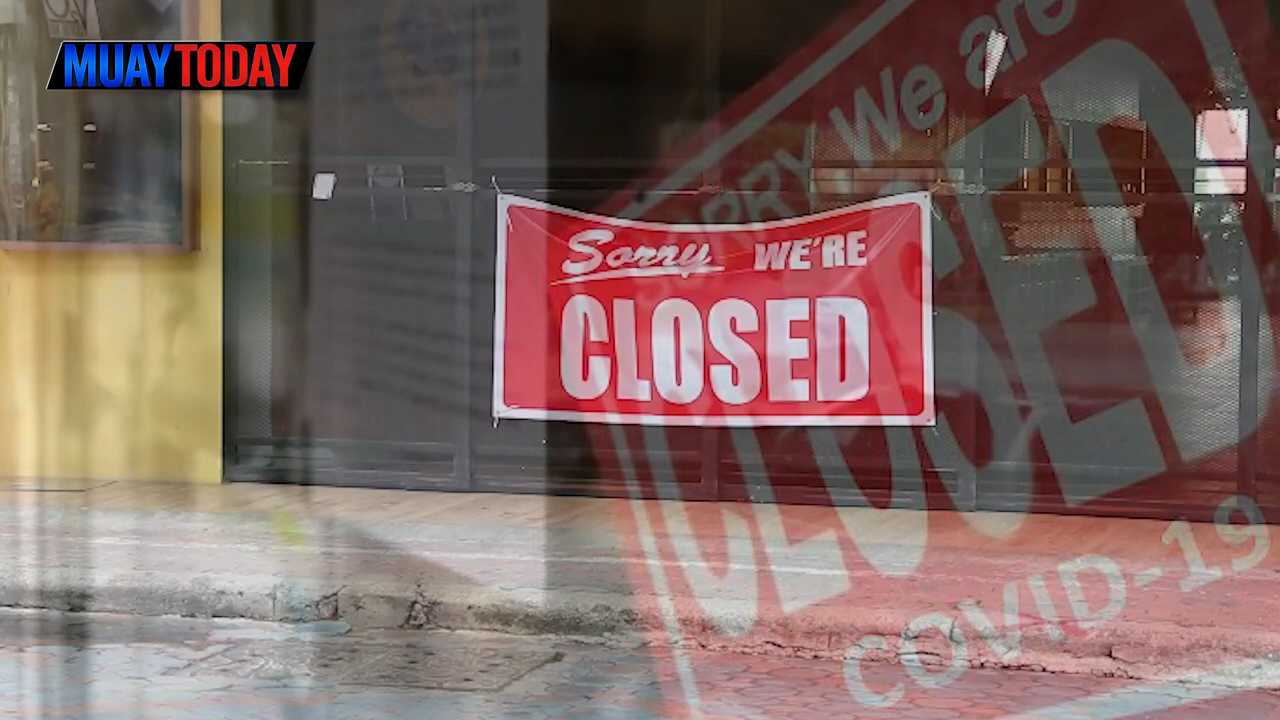 MUAYTODAY
Sorry WE'RE
CLOSED
SORRY We are
CLOSED
COVID-19